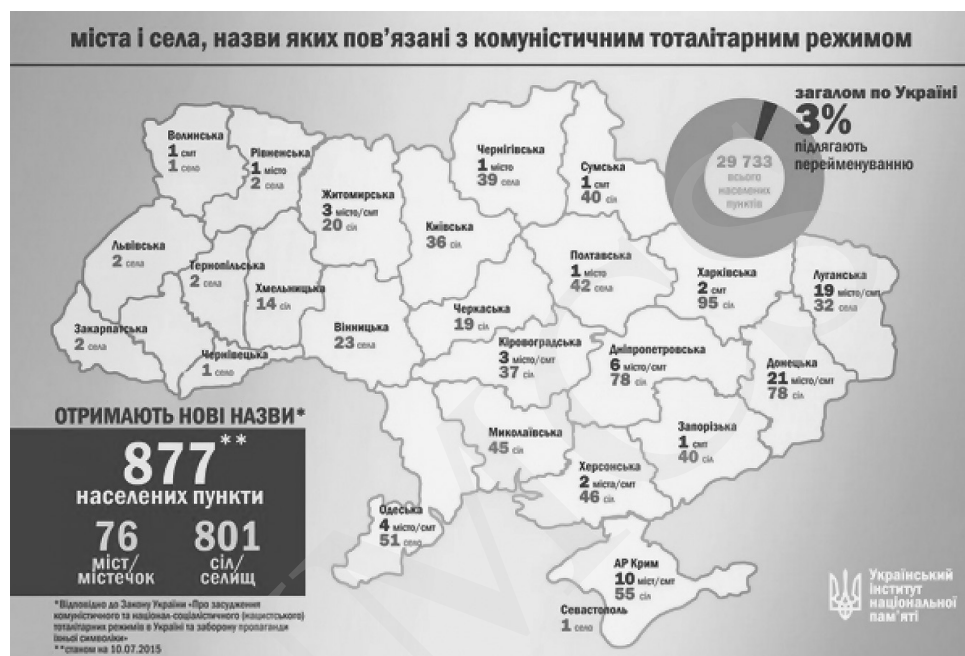 міста і села, назви яких пов'язані з комуністичним тоталітарним режимом
загалом по Україні
3%
підлягають
перейменуванню
29 733
всього
населених
пунктів
Волинська
1 смт
1 село
Рівненська
1 місто
2 села
Житомирська
3 місто/смт
20 сіл
Чернігівська
1 місто
39 села
Сумська
1 смт
40 сіл
Київська
36 сіл
Львівська
2 села
Тернопільська
2 села
Хмельницька
14 сіл
Полтавська
1 місто
42 села
Харківська
2 смт
95 сіл
Луганська
19 місто/смт
32 села
Закарпатська
2 села
Чернівецька
1 село
Вінницька
23 села
Черкаська
19 сіл
Кіровоградська
3 місто/смт
37 сіл
Дніпропетровська
6 місто/смт
78 сіл
Донецька
21 місто/смт
78 сіл
Миколаївська
45 сіл
Запорізька
1 смт
40 сіл
Херсонська
2 міста/смт
46 сіл
Одеська
4 місто/смт
51 село
АР Крим
10 міст/смт
55 сіл
Севастополь
1 село
ОТРИМАЮТЬ НОВІ НАЗВИ*
877**
населених пункти
76
міст/
містечок
801
сіл/
селищ
*Відповідно до Закону України «Про засудження
комуністичного та націонал-соціалістичного (нацистського)
тоталітарних режимів в Україні та заборону пропаганди
їхньої символіки»
**станом на 10.07.2015
Український
інститут
національної
пам'яті